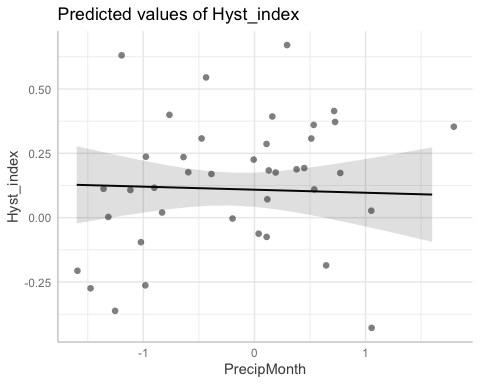 Predicted values of Hyst_index
0.50
0.25
0.00
-0.25
Hyst_index
-1
0
1
PrecipMonth